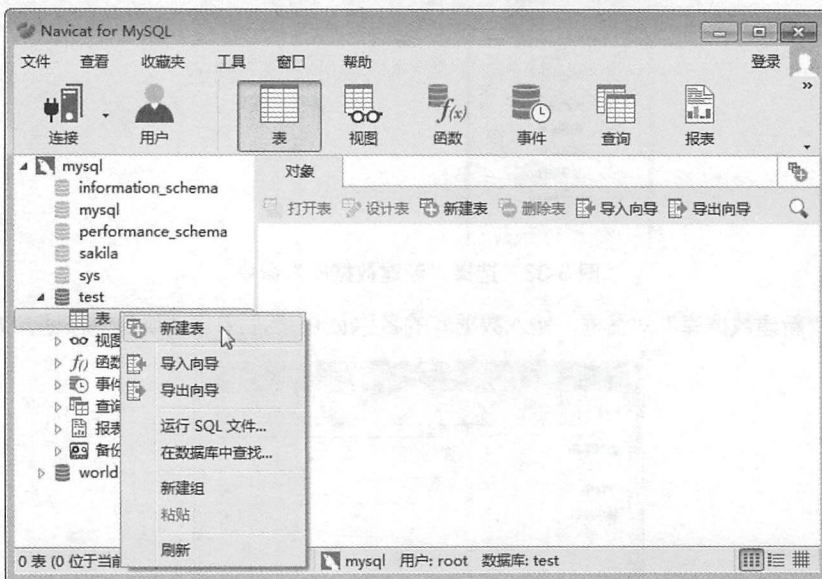 Navicat for MySQL
文件 查看 收藏夹 工具 窗口 帮助 登录
连接 用户 表 视图 f(x) 函数 事件 查询 报表
mysql
对象
information_schema
mysql
打开表 设计表 新建表 删除表 导入向导 导出向导
performance_schema
sakila
sys
test
表
视图
f() 函数
事件
查询
报表
备份
world
新建表
导入向导
导出向导
运行 SQL 文件...
在数据库中查找...
新建组
粘贴
刷新
0 表 (0 位于当前 mysql 用户: root 数据库: test